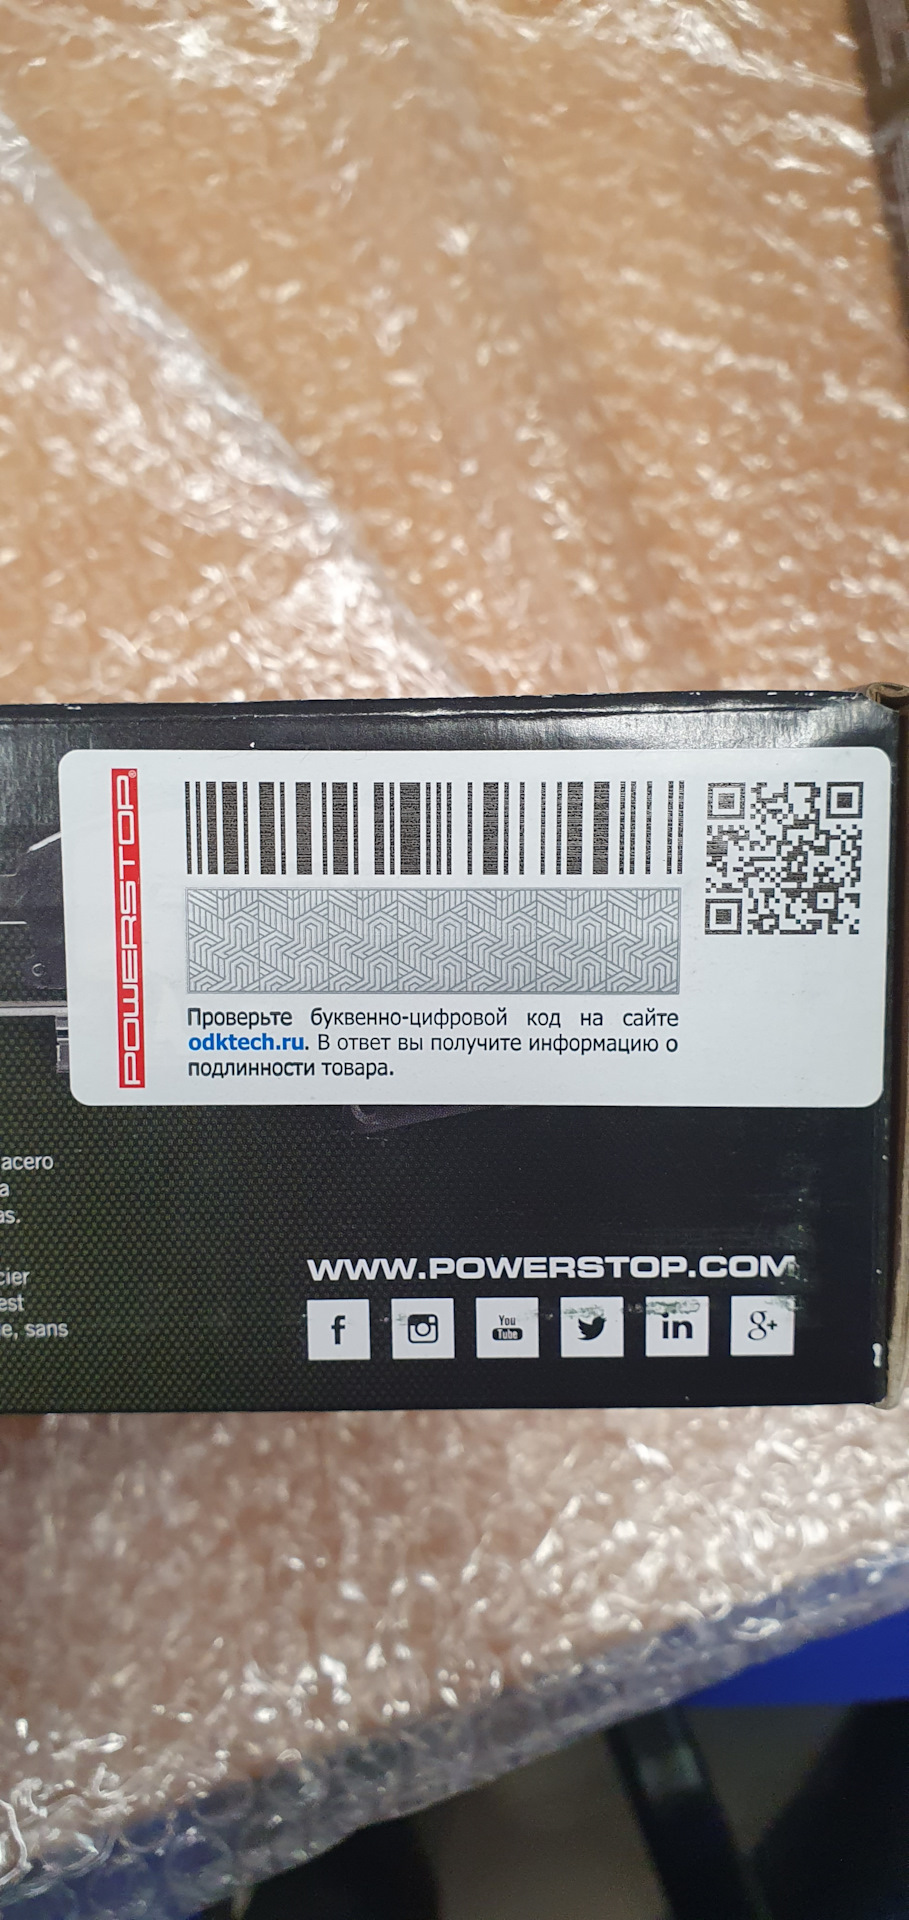 POWERSTOP®
Проверьте буквенно-цифровой код на сайте
odktech.ru. В ответ вы получите информацию о
подлинности товара.
acero
a
as.
cier
est
e, sans
WWW.POWERSTOP.COM
f
You
Tube
in
g+